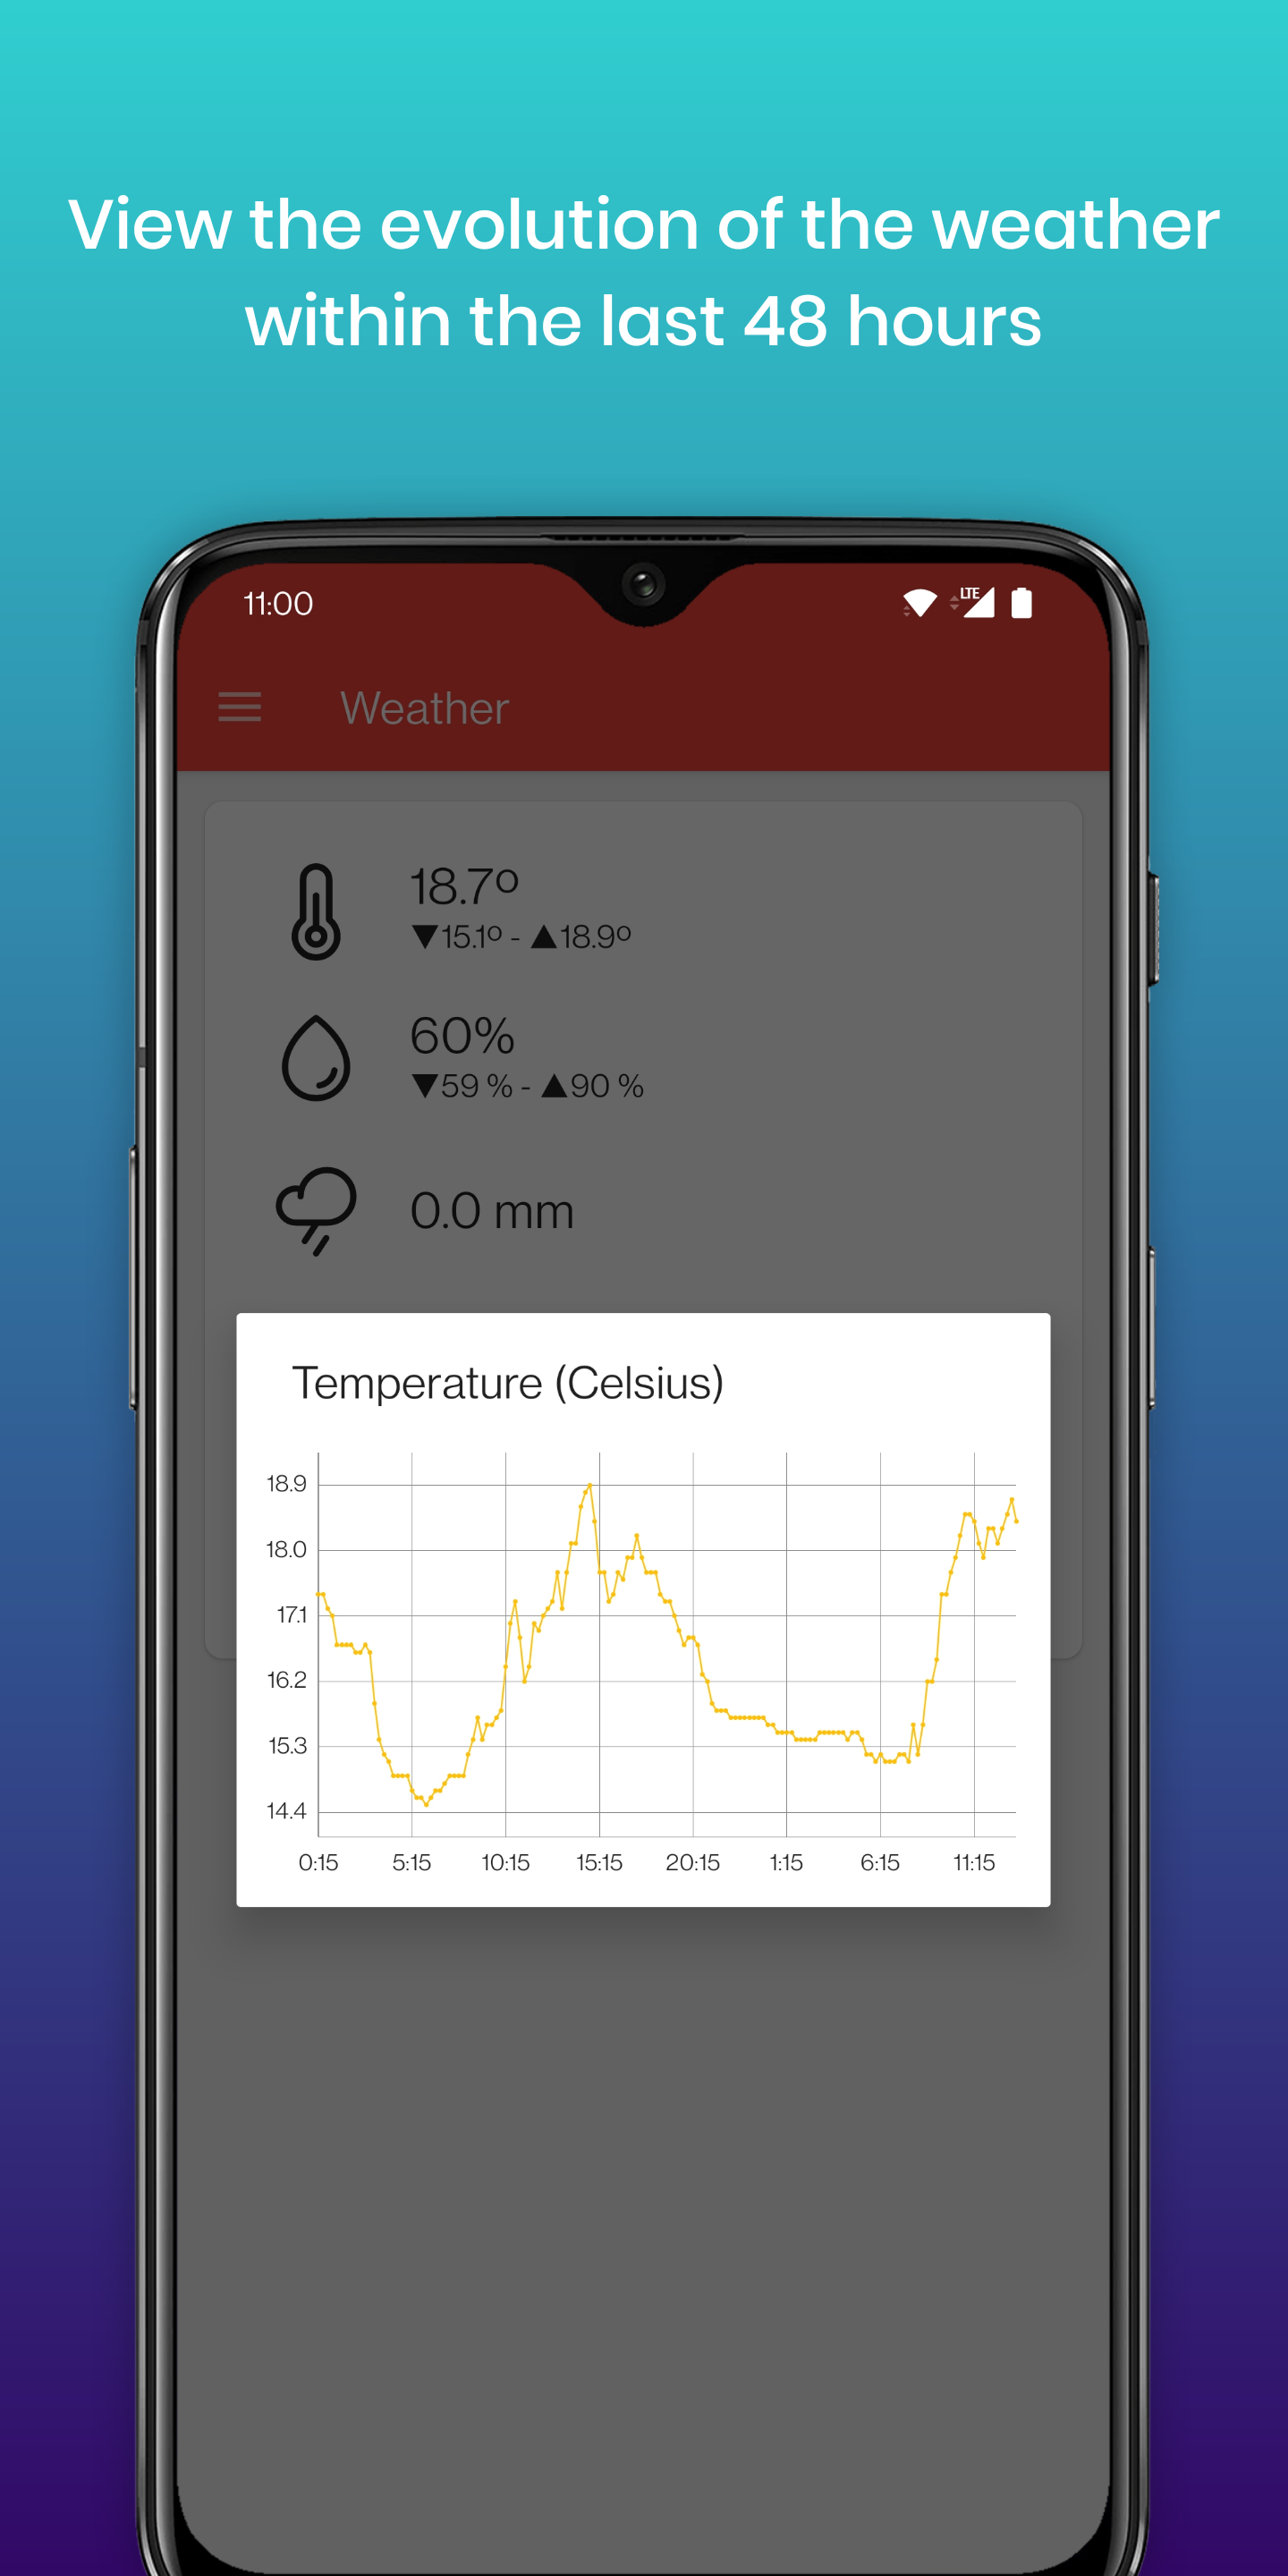 View the evolution of the weather
within the last 48 hours
11:00
LTE
Weather
18.7º
▼15.1º - ▲18.9º
60%
▼59 % - ▲90 %
0.0 mm
Temperature (Celsius)
18.9
18.0
17.1
16.2
15.3
14.4
0:15 5:15 10:15 15:15 20:15 1:15 6:15 11:15